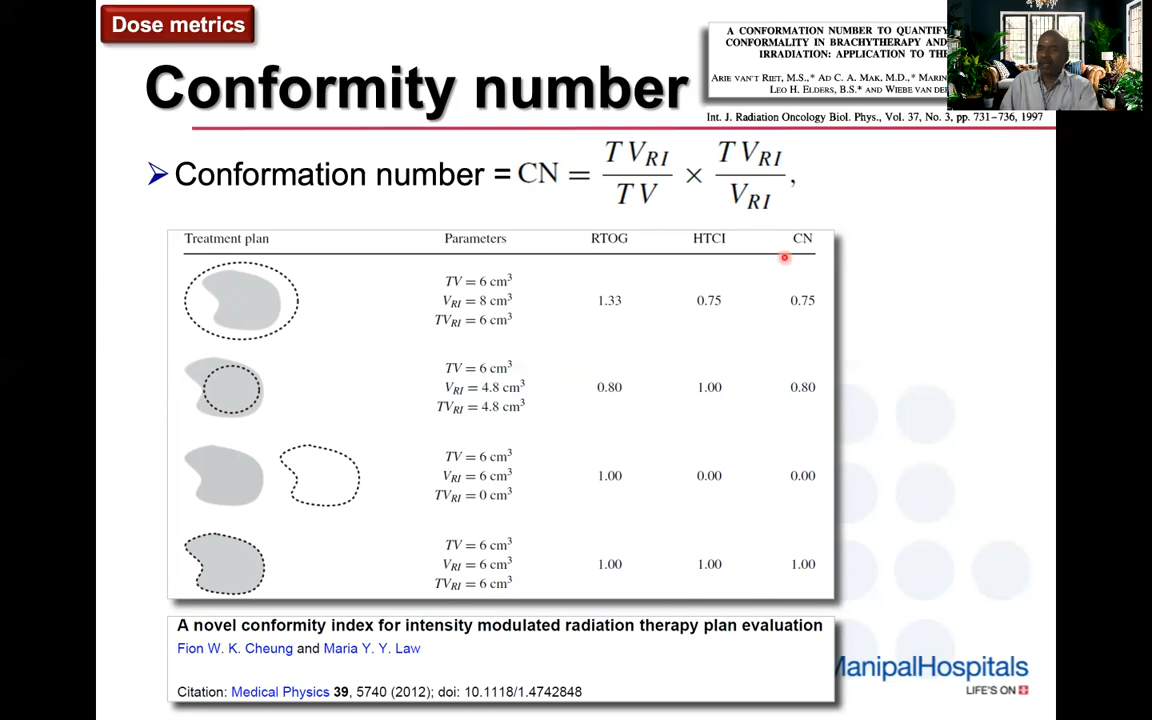 Dose metrics
A CONFORMATION NUMBER TO QUANTIFY
CONFORMALITY IN BRACHYTHERAPY AND
IRRADIATION: APPLICATION TO THE
ARIE VAN'T RIET, M.S.,* AD C. A. MAK, M.D.,*
LEO H. ELDERS, B.S.* AND WIEBE VAN DER
Int. J. Radiation Oncology Biol. Phys., Vol. 37, No. 3, pp. 731–736, 1997
Conformity number
Conformation number = CN = TV_RI / TV × TV_RI / V_RI,
Treatment plan Parameters RTOG HTCI CN
TV = 6 cm³
V_RI = 8 cm³ 1.33 0.75 0.75
TV_RI = 6 cm³
TV = 6 cm³
V_RI = 4.8 cm³ 0.80 1.00 0.80
TV_RI = 4.8 cm³
TV = 6 cm³
V_RI = 6 cm³ 1.00 0.00 0.00
TV_RI = 0 cm³
TV = 6 cm³
V_RI = 6 cm³ 1.00 1.00 1.00
TV_RI = 6 cm³
A novel conformity index for intensity modulated radiation therapy plan evaluation
Fion W. K. Cheung and Maria Y. Y. Law
Citation: Medical Physics 39, 5740 (2012); doi: 10.1118/1.4742848
ManipalHospitals
LIFE'S ON